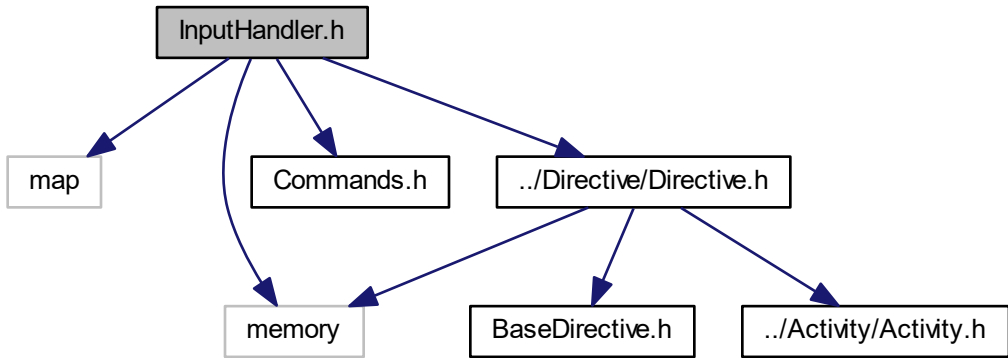 InputHandler.h
map
Commands.h
../Directive/Directive.h
memory
BaseDirective.h
../Activity/Activity.h